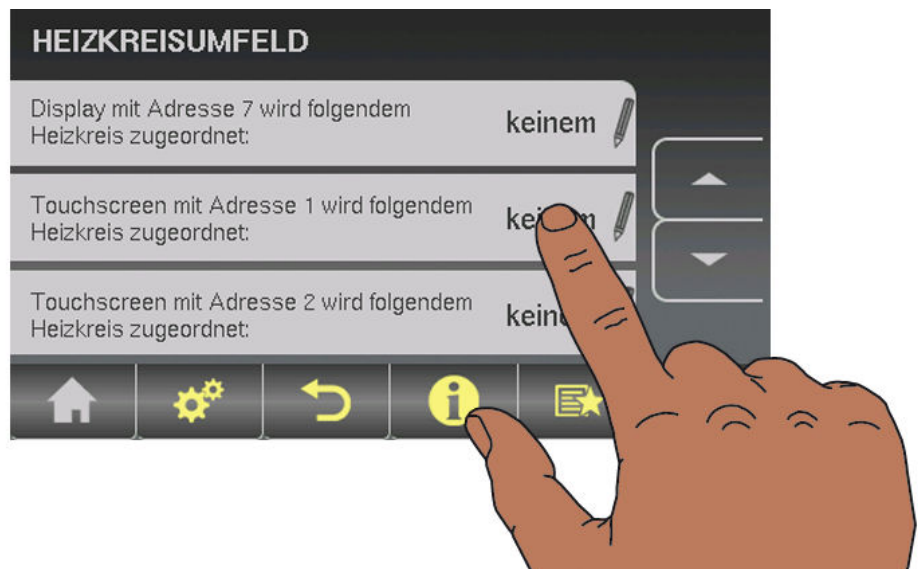 HEIZKREISUMFELD
Display mit Adresse 7 wird folgendem
Heizkreis zugeordnet:
keinem
Touchscreen mit Adresse 1 wird folgendem
Heizkreis zugeordnet:
Touchscreen mit Adresse 2 wird folgendem
Heizkreis zugeordnet: